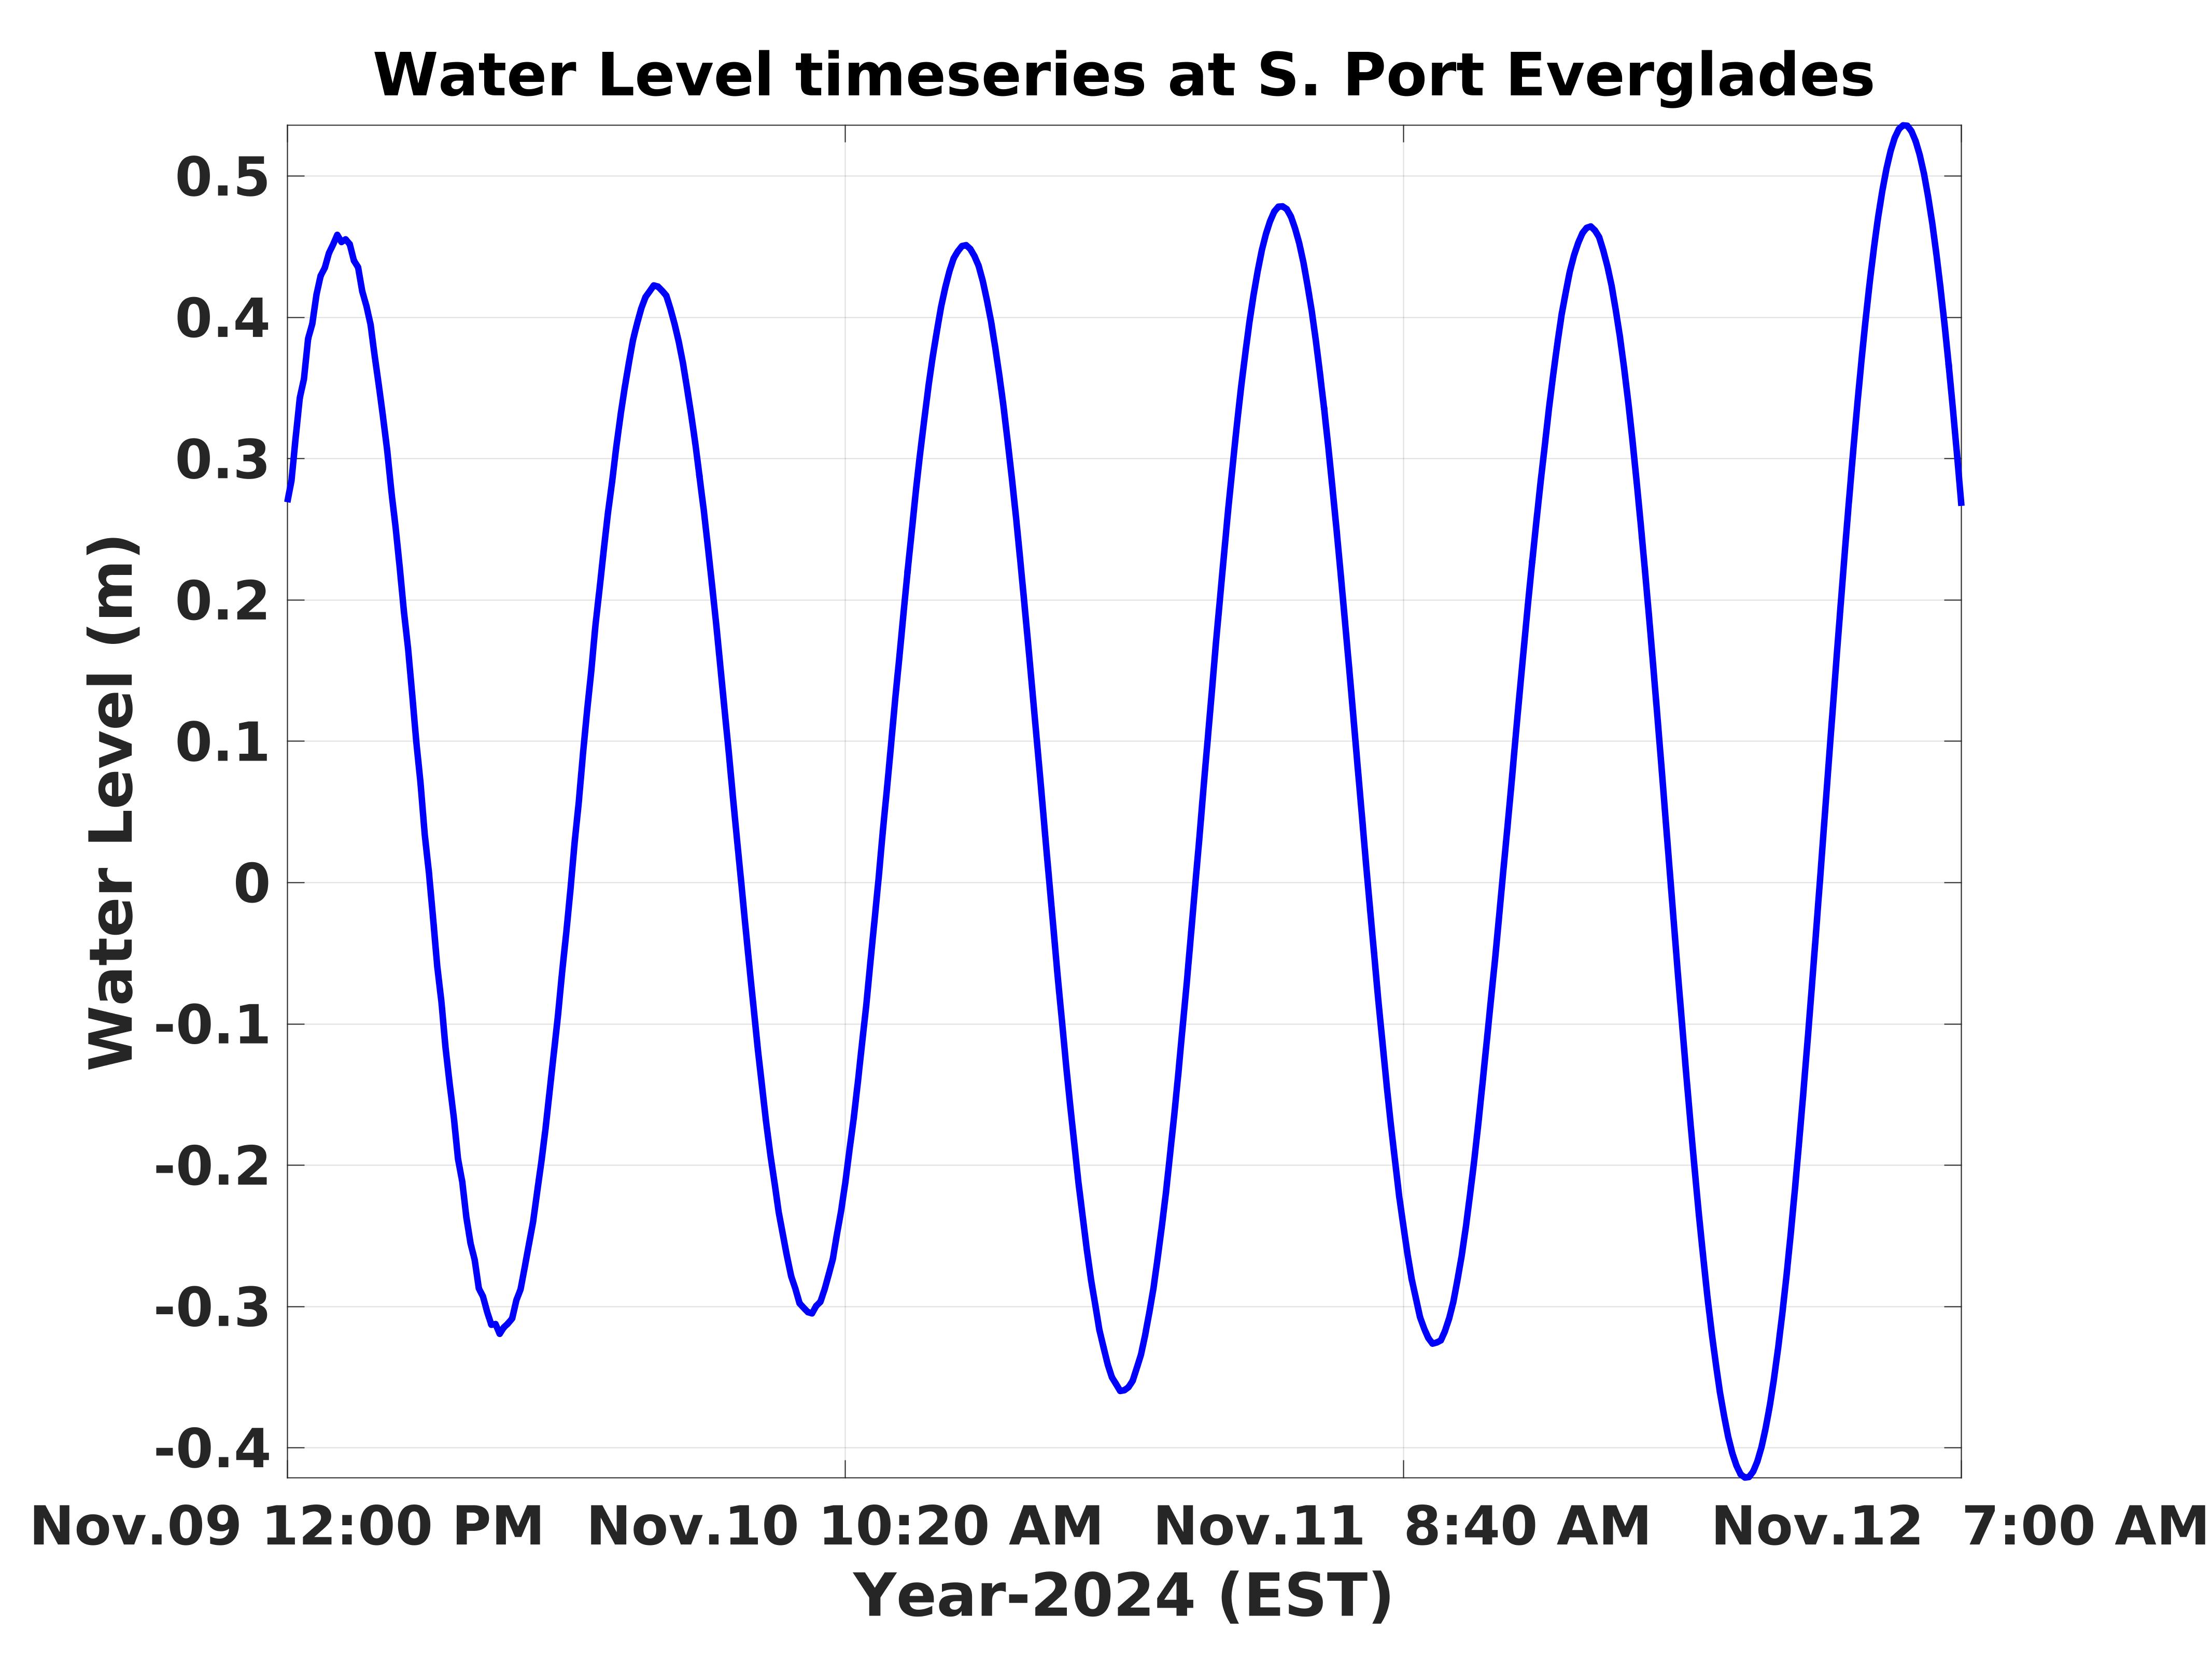 Water Level timeseries at S. Port Everglades
0.5
0.4
0.3
0.2
0.1
0
-0.1
-0.2
-0.3
-0.4
Water Level (m)
Nov.09 12:00 PM Nov.10 10:20 AM Nov.11 8:40 AM Nov.12 7:00 AM
Year-2024 (EST)